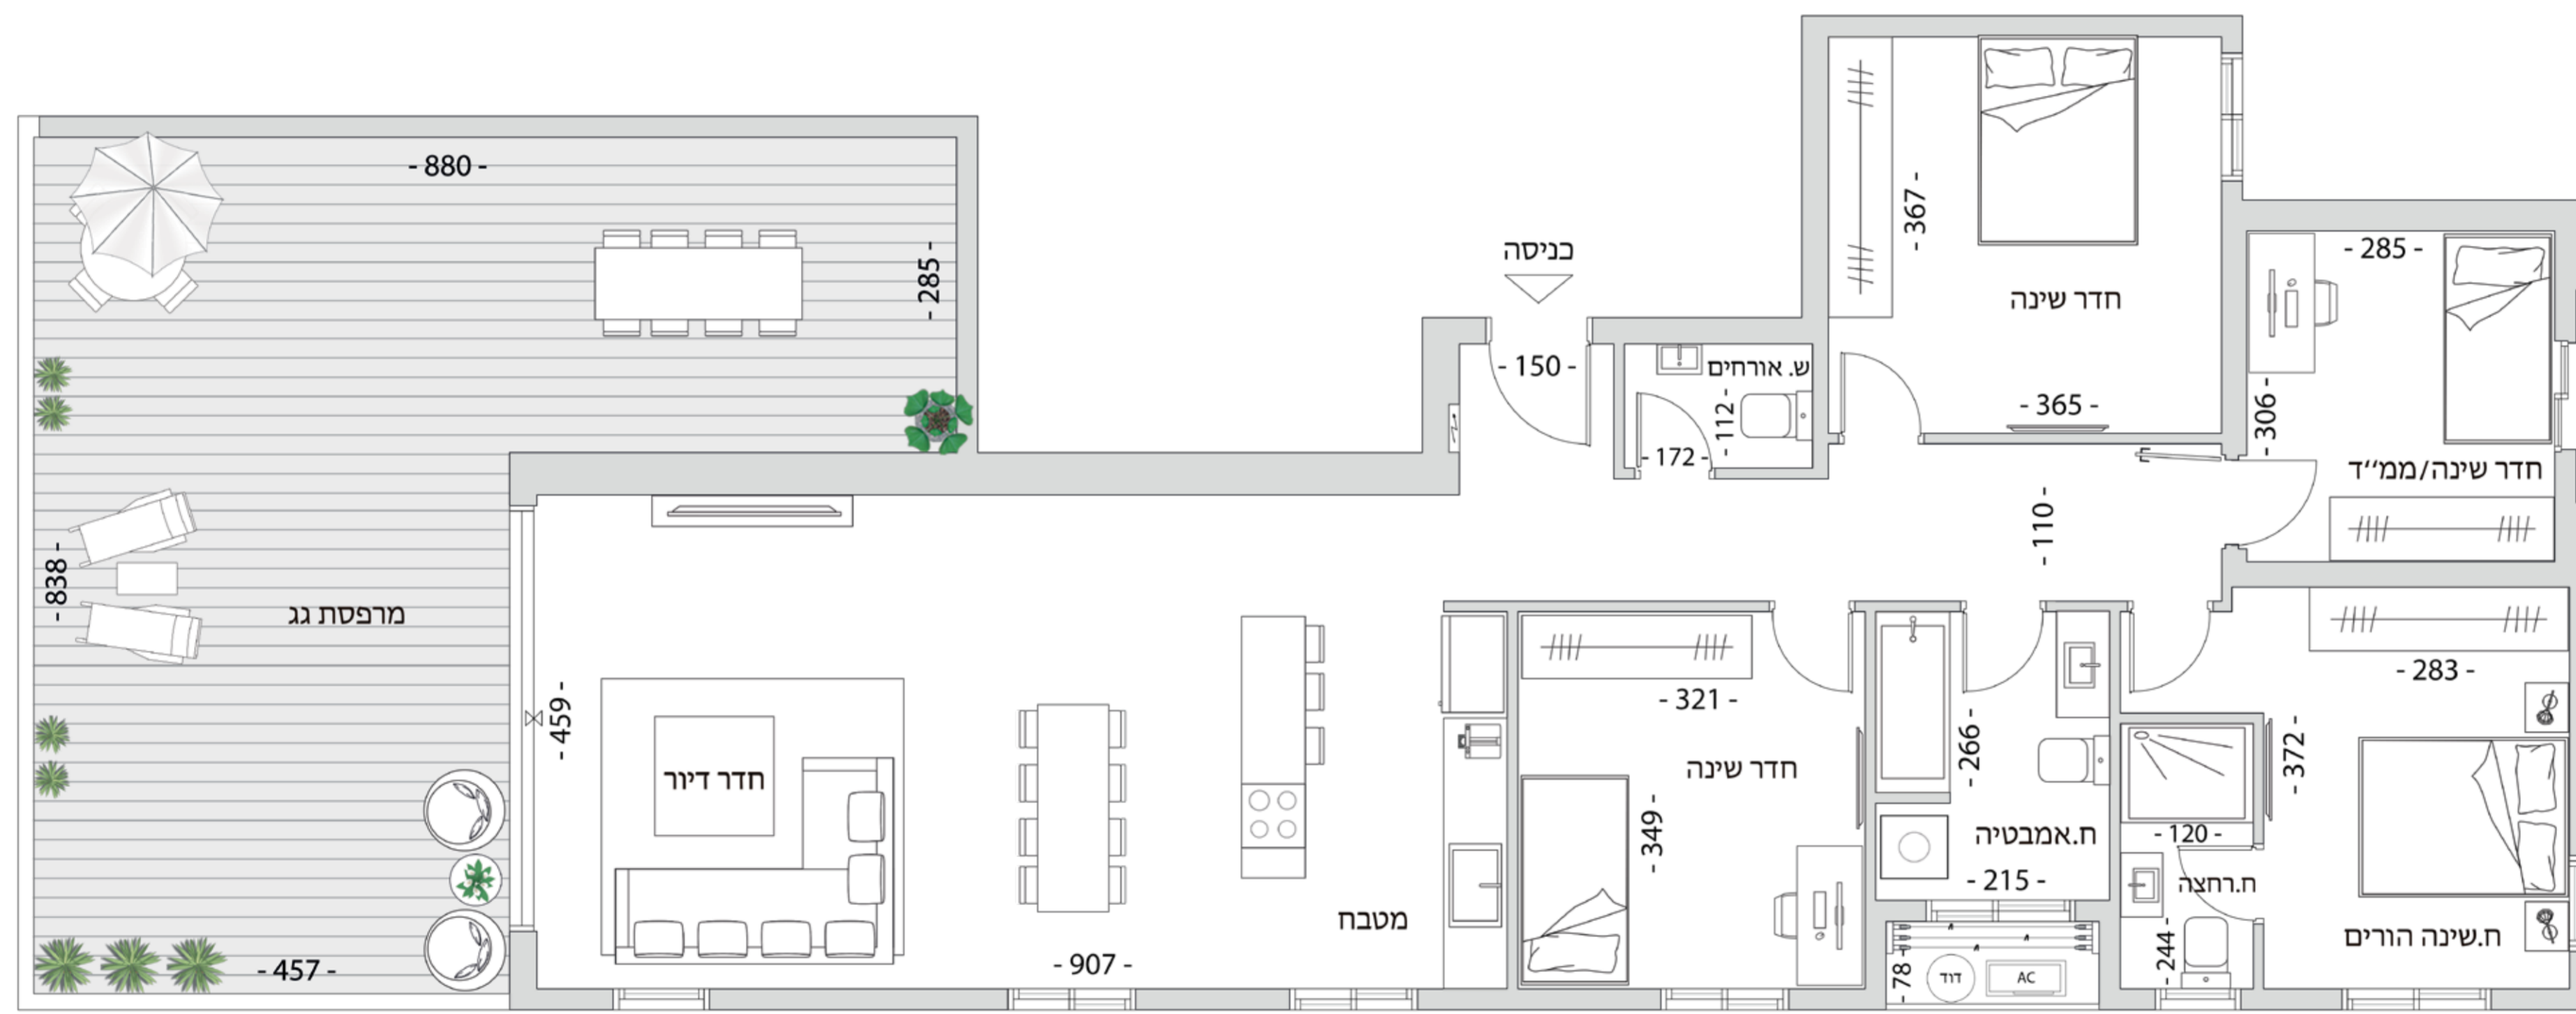 - 880 -
- 285 -
- 838 -
מרפסת גג
- 457 -
כניסה
- 150 -
ש. אורחים
- 112 -
- 172 -
- 367 -
חדר שינה
- 365 -
- 285 -
- 306 -
חדר שינה/ממ״ד
- 110 -
- 459 -
חדר דיור
- 907 -
מטבח
- 321 -
חדר שינה
- 349 -
- 266 -
ח.אמבטיה
- 215 -
- 78 -
דוד
AC
- 120 -
ח.רחצה
- 244 -
- 283 -
- 372 -
ח.שינה הורים